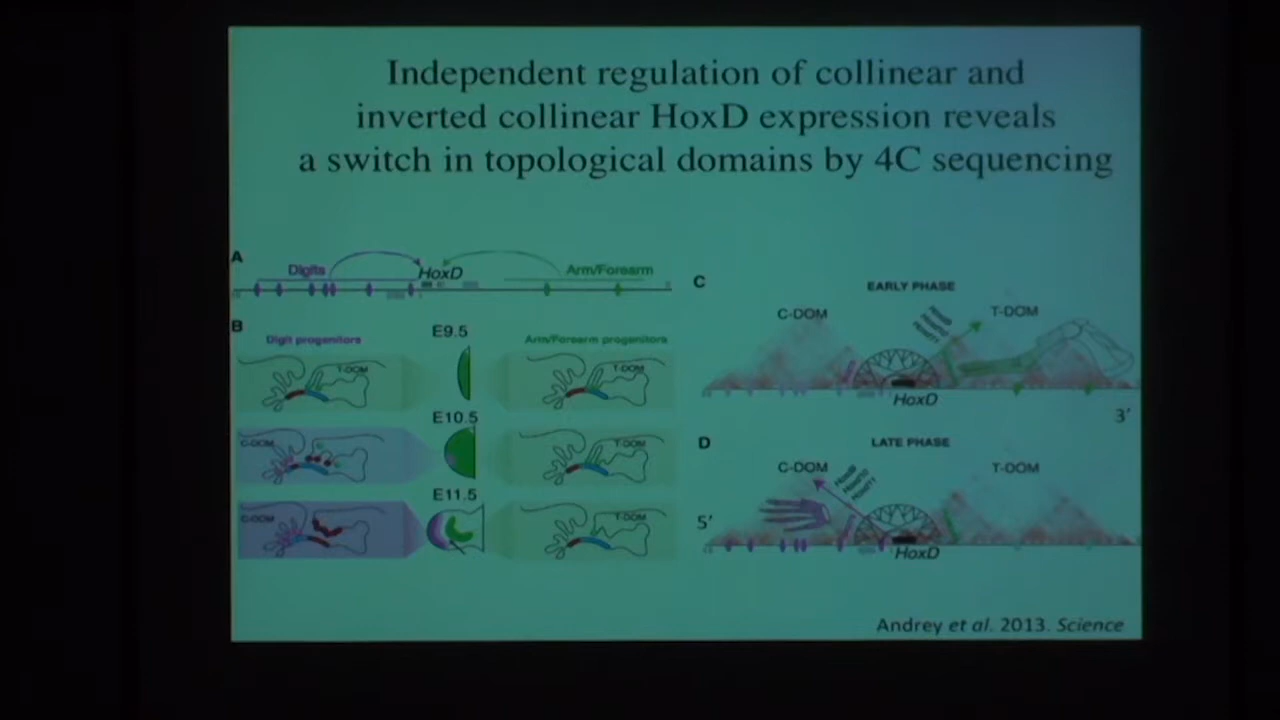 Independent regulation of collinear and
inverted collinear HoxD expression reveals
a switch in topological domains by 4C sequencing
A
Digits
HoxD
Arm/Forearm
B
Digit progenitors
E9.5
Arm/Forearm progenitors
T-DOM
T-DOM
E10.5
C-DOM
T-DOM
E11.5
C-DOM
T-DOM
C
EARLY PHASE
C-DOM
T-DOM
HoxD
3'
D
LATE PHASE
C-DOM
T-DOM
5'
HoxD
Andrey et al. 2013. Science